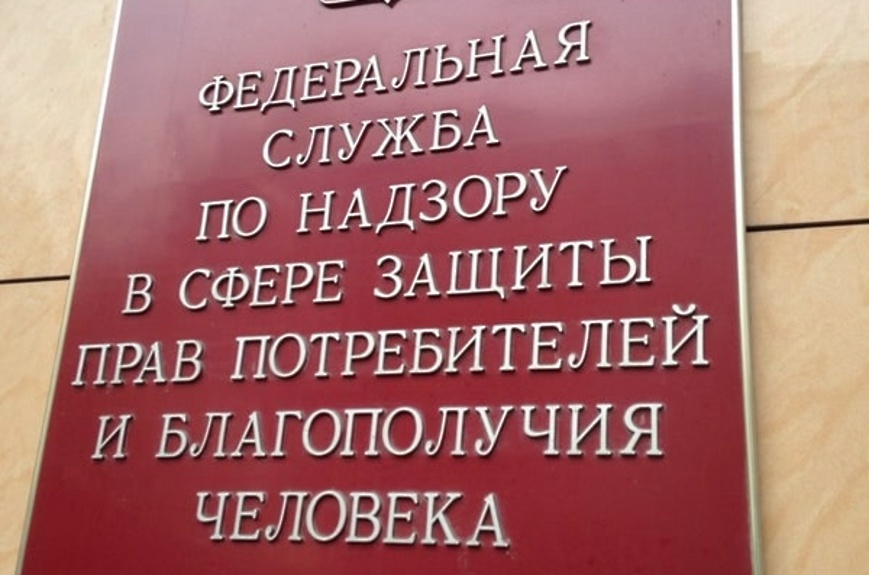 ФЕДЕРАЛЬНАЯ
СЛУЖБА
ПО НАДЗОРУ
В СФЕРЕ ЗАЩИТЫ
ПРАВ ПОТРЕБИТЕЛЕЙ
И БЛАГОПОЛУЧИЯ
ЧЕЛОВЕКА